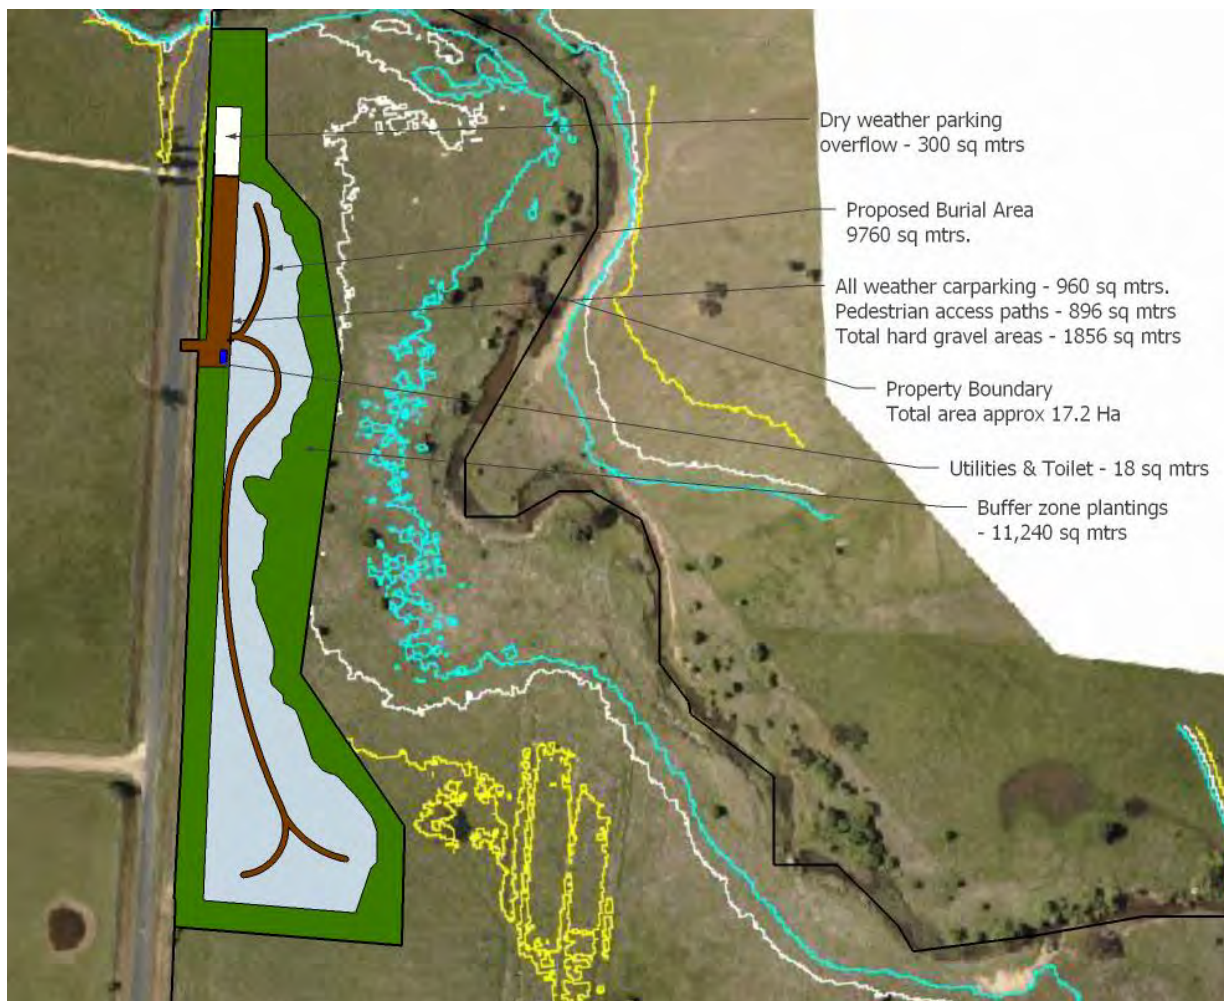 Dry weather parking
overflow - 300 sq mtrs
Proposed Burial Area
9760 sq mtrs.
All weather carparking - 960 sq mtrs.
Pedestrian access paths - 896 sq mtrs
Total hard gravel areas - 1856 sq mtrs
Property Boundary
Total area approx 17.2 Ha
Utilities & Toilet - 18 sq mtrs
Buffer zone plantings
- 11,240 sq mtrs